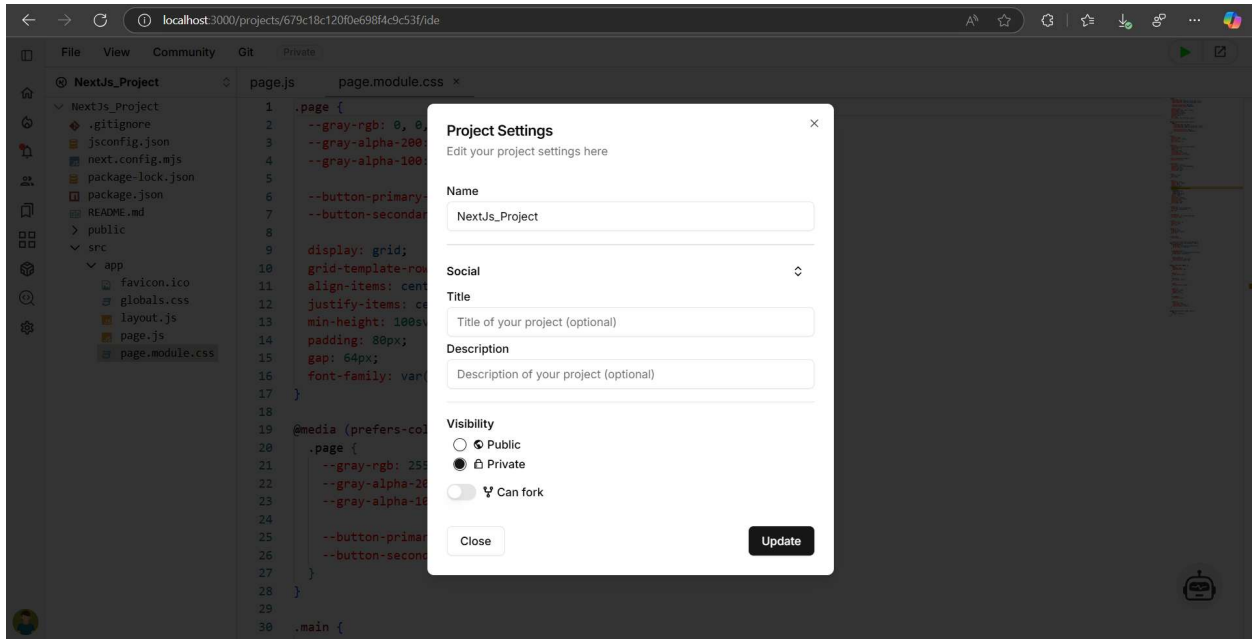 localhost:3000/projects/679c18c120f0e698f4c9c53f/ide
File View Community Git Private
NextJs_Project
page.js page.module.css ×
NextJs_Project
.gitignore
jsconfig.json
next.config.mjs
package-lock.json
package.json
README.md
public
src
app
favicon.ico
globals.css
layout.js
page.js
page.module.css
1 .page {
2 --gray-rgb: 0, 0,
3 --gray-alpha-200:
4 --gray-alpha-100:
5
6 --button-primary-
7 --button-secondar
8
9 display: grid;
10 grid-template-row
11 align-items: cent
12 justify-items: ce
13 min-height: 100sv
14 padding: 80px;
15 gap: 64px;
16 font-family: var(
17 }
18
19 @media (prefers-col
20 .page {
21 --gray-rgb: 255
22 --gray-alpha-20
23 --gray-alpha-10
24
25 --button-primar
26 --button-second
27 }
28 }
29
30 .main {
Project Settings
Edit your project settings here
Name
NextJs_Project
Social
Title
Title of your project (optional)
Description
Description of your project (optional)
Visibility
Public
Private
Can fork
Close Update